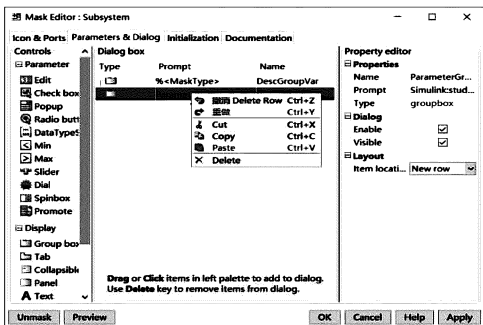 Mask Editor : Subsystem
Icon & Ports Parameters & Dialog Initialization Documentation
Controls
Parameter
Edit
Check box
Popup
Radio butt
DataTypeS
Min
Max
Slider
Dial
Spinbox
Promote
Display
Group box
Tab
Collapsible
Panel
Text
Dialog box
Type Prompt Name
%<MaskType> DescGroupVar
撤消 Delete Row Ctrl+Z
重做 Ctrl+Y
Cut Ctrl+X
Copy Ctrl+C
Paste Ctrl+V
Delete
Drag or Click items in left palette to add to dialog.
Use Delete key to remove items from dialog.
Property editor
Properties
Name ParameterGr...
Prompt Simulink:stud...
Type groupbox
Dialog
Enable
Visible
Layout
Item locati... New row
Unmask Preview OK Cancel Help Apply